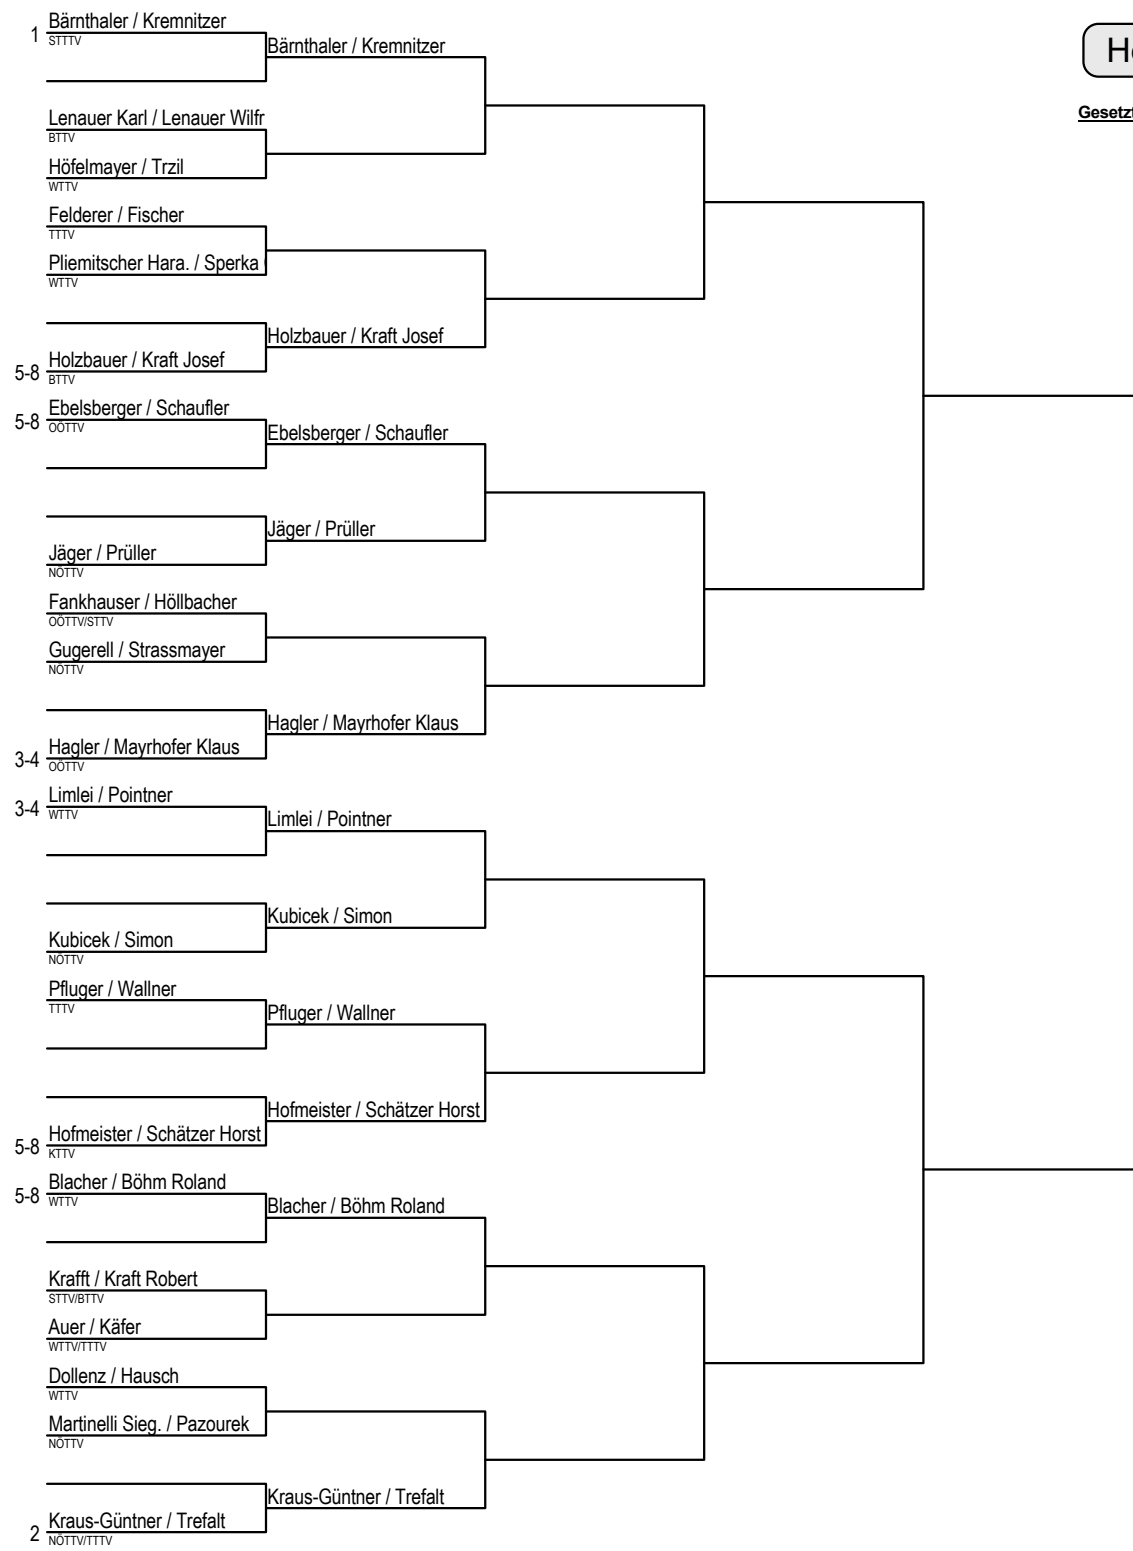 Bärnthaler / Kremnitzer
1
STTTV
Bärnthaler / Kremnitzer
Lenauer Karl / Lenauer Wilfr
BTTV
Höfelmayer / Trzil
WTTV
Felderer / Fischer
TTTV
Pliemitscher Hara. / Sperka
WTTV
Holzbauer / Kraft Josef
Holzbauer / Kraft Josef
5-8
BTTV
Ebelsberger / Schaufler
5-8
OÖTTV
Ebelsberger / Schaufler
Jäger / Prüller
Jäger / Prüller
NÖTTV
Fankhauser / Höllbacher
OÖTTV/STTV
Gugerell / Strassmayer
NÖTTV
Hagler / Mayrhofer Klaus
Hagler / Mayrhofer Klaus
3-4
OÖTTV
Limlei / Pointner
3-4
WTTV
Limlei / Pointner
Kubicek / Simon
Kubicek / Simon
NÖTTV
Pfluger / Wallner
TTTV
Pfluger / Wallner
Hofmeister / Schätzer Horst
Hofmeister / Schätzer Horst
5-8
KTTV
Blacher / Böhm Roland
5-8
WTTV
Blacher / Böhm Roland
Krafft / Kraft Robert
STTV/BTTV
Auer / Käfer
WTTV/TTTV
Dollenz / Hausch
WTTV
Martinelli Sieg. / Pazourek
NÖTTV
Kraus-Güntner / Trefalt
Kraus-Güntner / Trefalt
2
NÖTTV/TTTV